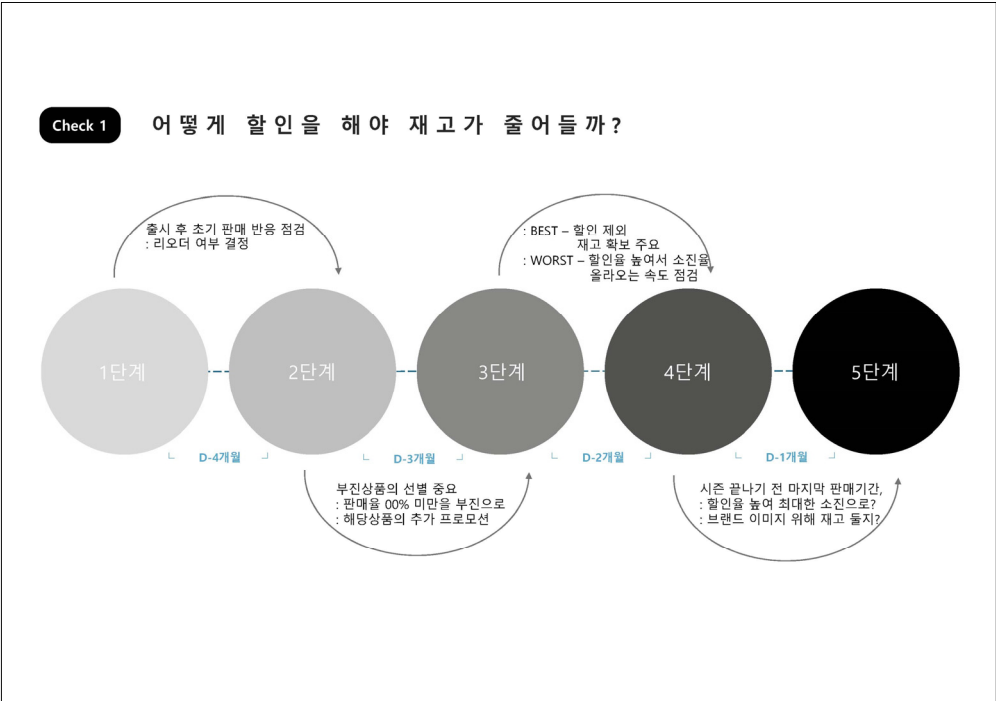 Check 1
어떻게 할인을 해야 재고가 줄어들까?
출시 후 초기 판매 반응 점검
: 리오더 여부 결정
: BEST – 할인 제외
재고 확보 주요
: WORST – 할인율 높여서 소진율
올라오는 속도 점검
1단계
2단계
3단계
4단계
5단계
D-4개월
D-3개월
D-2개월
D-1개월
부진상품의 선별 중요
: 판매율 00% 미만을 부진으로
: 해당상품의 추가 프로모션
시즌 끝나기 전 마지막 판매기간,
: 할인율 높여 최대한 소진으로?
: 브랜드 이미지 위해 재고 둘지?